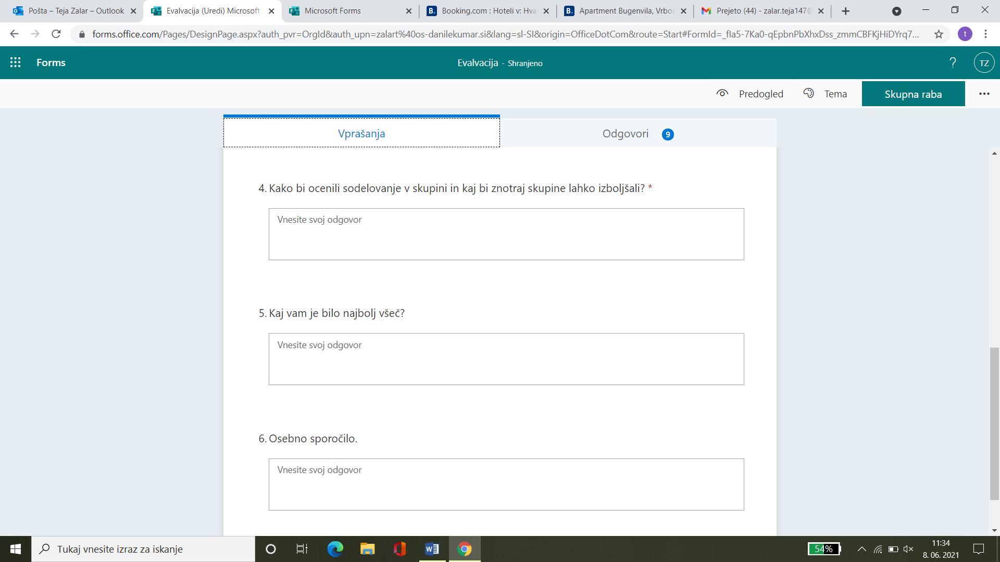 Pošta – Teja Zalar – Outlook
Evalvacija (Uredi) Microsoft
Microsoft Forms
Booking.com : Hoteli v: Hva
Apartment Bugenvila, Vrbos
Prejeto (44) - zalar.teja147@
forms.office.com/Pages/DesignPage.aspx?auth_pvr=OrgId&auth_upn=zalart%40os-danilekumar.si&lang=sl-SI&origin=OfficeDotCom&route=Start#FormId=_fIa5-7Ka0-qEpbnPbXhxDss_zmmCBFKjHiDYrq7...
t
Forms
Evalvacija - Shranjeno
?
TZ
Predogled
Tema
Skupna raba
Vprašanja
Odgovori 9
4. Kako bi ocenili sodelovanje v skupini in kaj bi znotraj skupine lahko izboljšali? *
Vnesite svoj odgovor
5. Kaj vam je bilo najbolj všeč?
Vnesite svoj odgovor
6. Osebno sporočilo.
Vnesite svoj odgovor
Tukaj vnesite izraz za iskanje
54%
11:34
8. 06. 2021